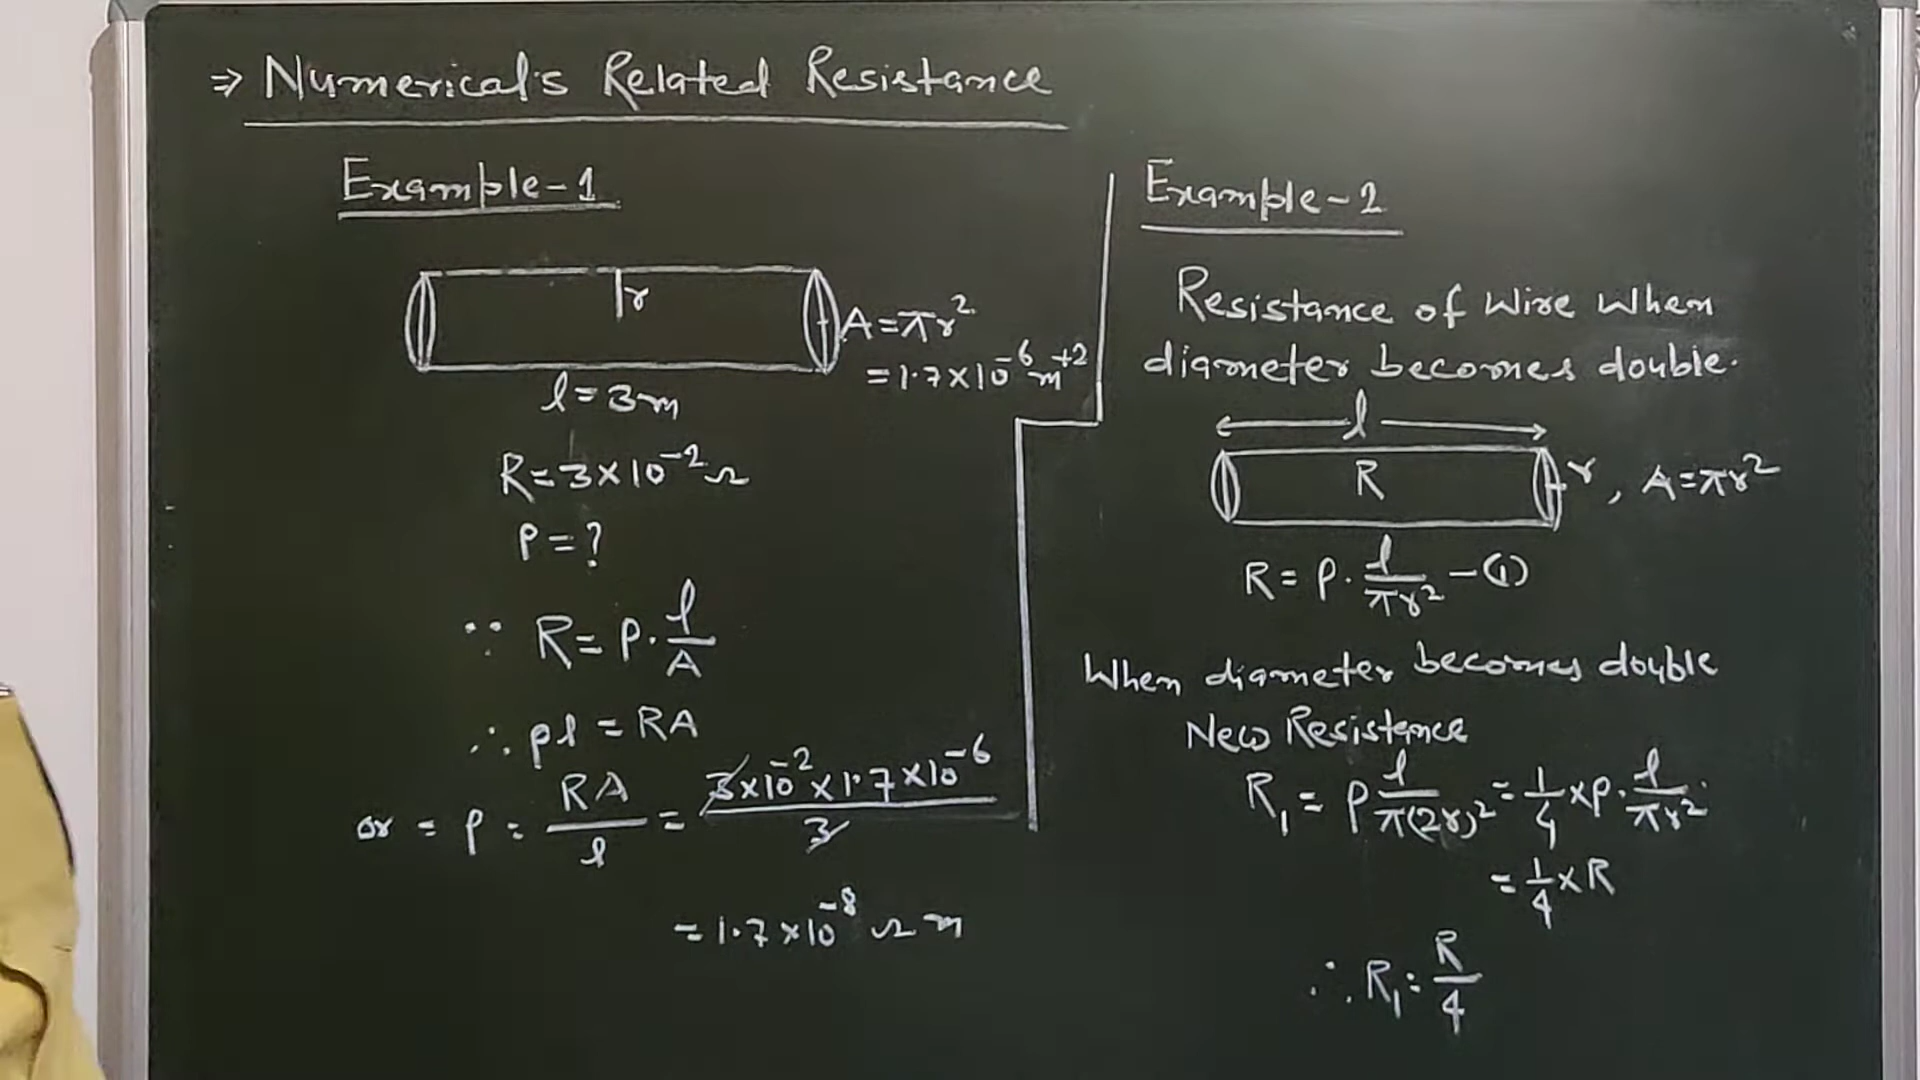 ⇒ Numerical's Related Resistance
Example-1
r
A=πr²
=1.7×10⁻⁶m⁺²
l=3m
R=3×10⁻²Ω
ρ=?
∵ R=ρ.l/A
∴ ρl=RA
or = ρ = RA/l = 3×10⁻²×1.7×10⁻⁶/3
=1.7×10⁻⁸Ωm
Example-2
Resistance of Wire When
diameter becomes double.
l
R
r, A=πr²
R=ρ.l/πr² -(1)
When diameter becomes double
New Resistance
R₁=ρ l/π(2r)²=1/4×ρ.l/πr²
=1/4×R
∴ R₁=R/4